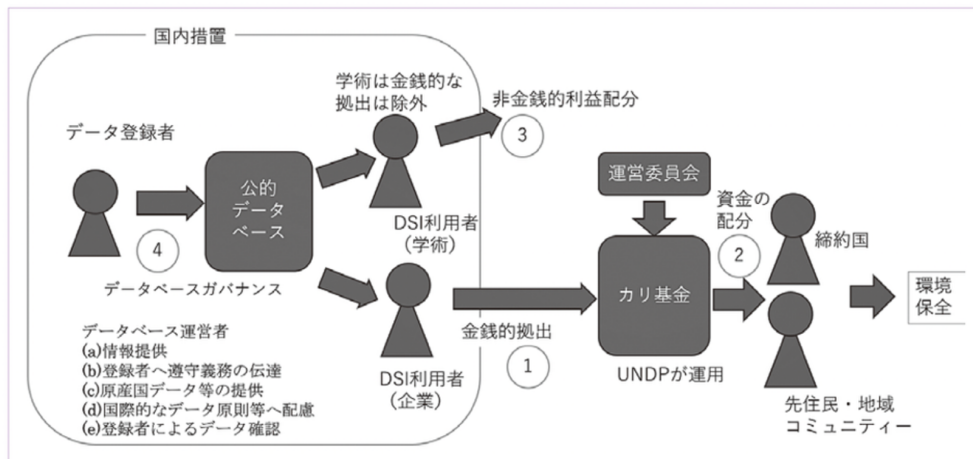 国内措置
学術は金銭的な
拠出は除外
非金銭的利益配分
3
データ登録者
公的
データ
ベース
運営委員会
資金の
配分
2
4
DSI利用者
(学術)
締約国
データベースガバナンス
カリ基金
環境
保全
金銭的拠出
1
データベース運営者
(a)情報提供
(b)登録者へ遵守義務の伝達
(c)原産国データ等の提供
(d)国際的なデータ原則等へ配慮
(e)登録者によるデータ確認
DSI利用者
(企業)
UNDPが運用
先住民・地域
コミュニティー